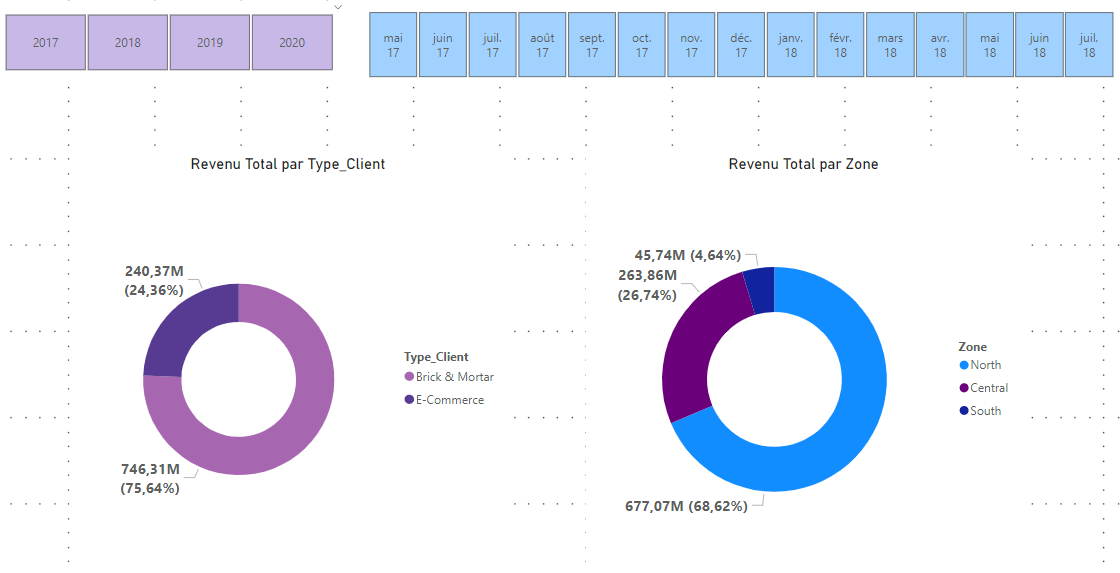 2017 2018 2019 2020
mai juin juil. août sept. oct. nov. déc. janv. févr. mars avr. mai juin juil.
17 17 17 17 17 17 17 17 18 18 18 18 18 18 18
Revenu Total par Type_Client
240,37M
(24,36%)
Type_Client
Brick & Mortar
E-Commerce
746,31M
(75,64%)
Revenu Total par Zone
45,74M (4,64%)
263,86M
(26,74%)
Zone
North
Central
South
677,07M (68,62%)